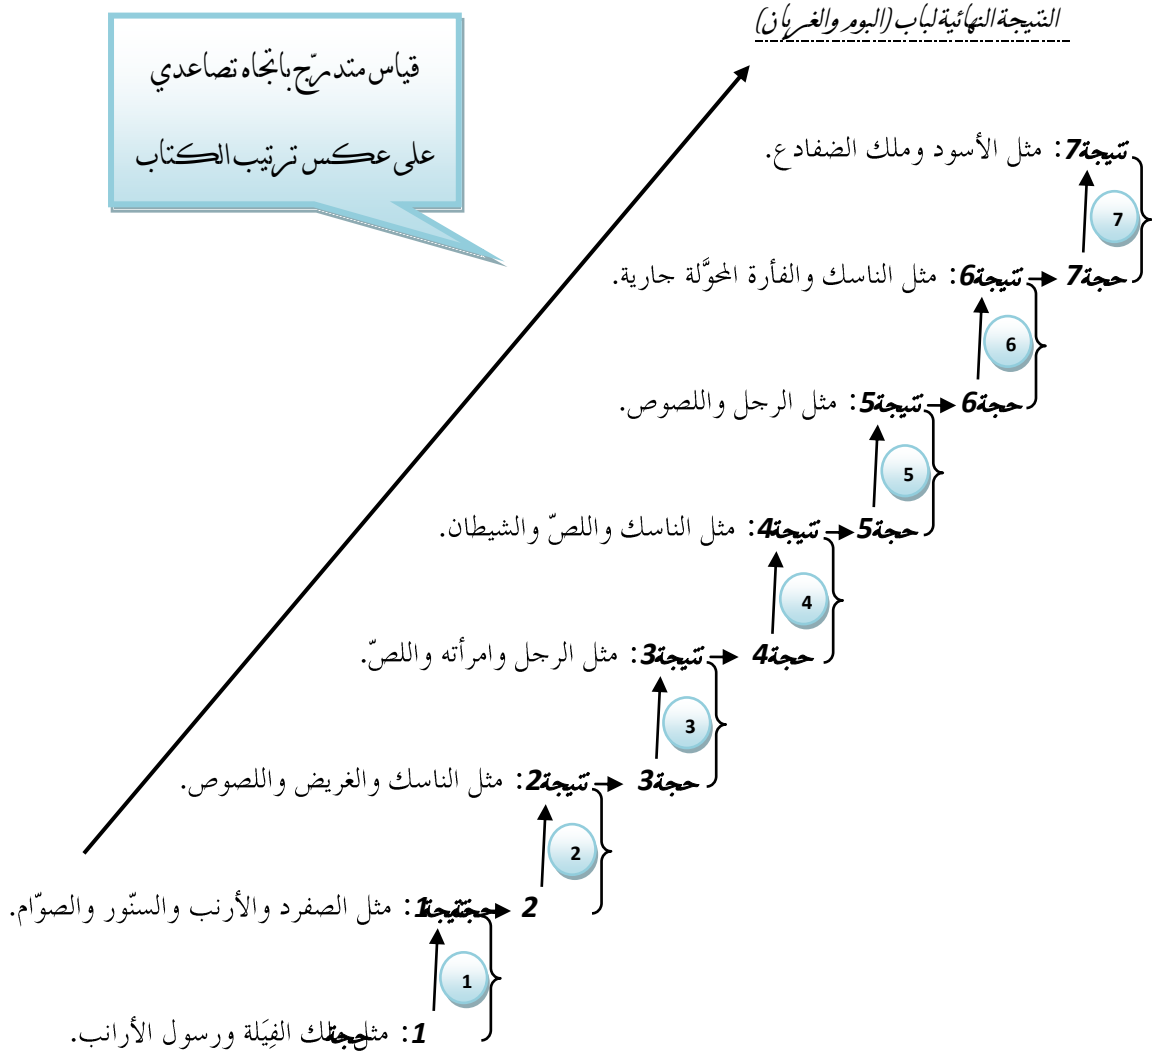 النتيجة النهائية لباب (البوم والغربان)
قياس متدرّج باتجاه تصاعدي
على عكس ترتيب الكتاب
نتيجة7: مثل الأسود وملك الضفادع.
7
حجة7 نتيجة6: مثل الناسك والفأرة المحوَّلة جارية.
6
حجة6 نتيجة5: مثل الرجل واللصوص.
5
حجة5 نتيجة4: مثل الناسك واللصّ والشيطان.
4
حجة4 نتيجة3: مثل الرجل وامرأته واللصّ.
3
حجة3 نتيجة2: مثل الناسك والغريض واللصوص.
2
حجة2 نتيجة1: مثل الصفرد والأرنب والسنّور والصوّام.
1
حجة1: مثل ملك الفِيَلة ورسول الأرانب.